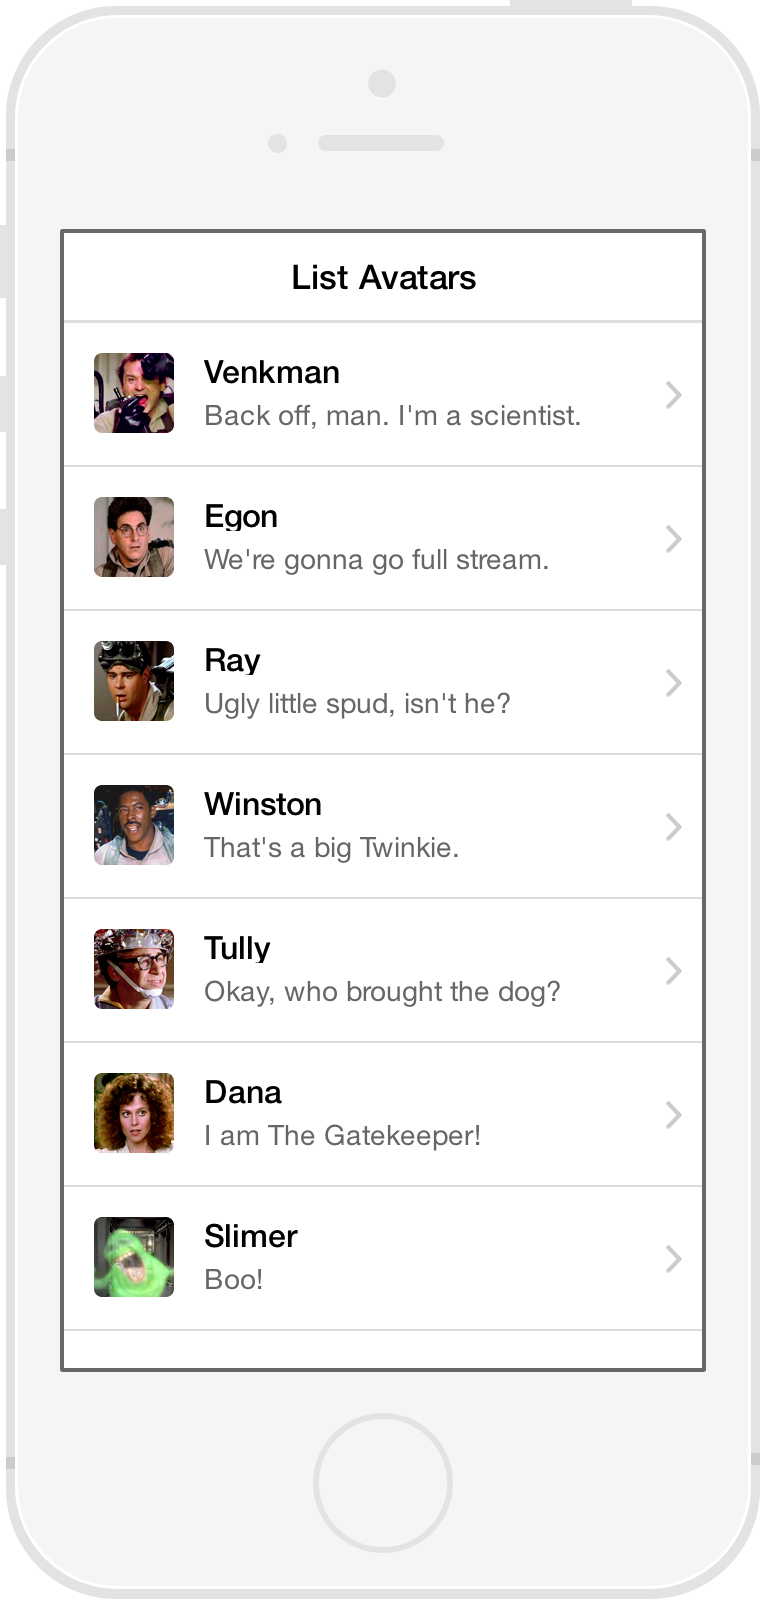 List Avatars
Venkman
Back off, man. I'm a scientist.
Egon
We're gonna go full stream.
Ray
Ugly little spud, isn't he?
Winston
That's a big Twinkie.
Tully
Okay, who brought the dog?
Dana
I am The Gatekeeper!
Slimer
Boo!